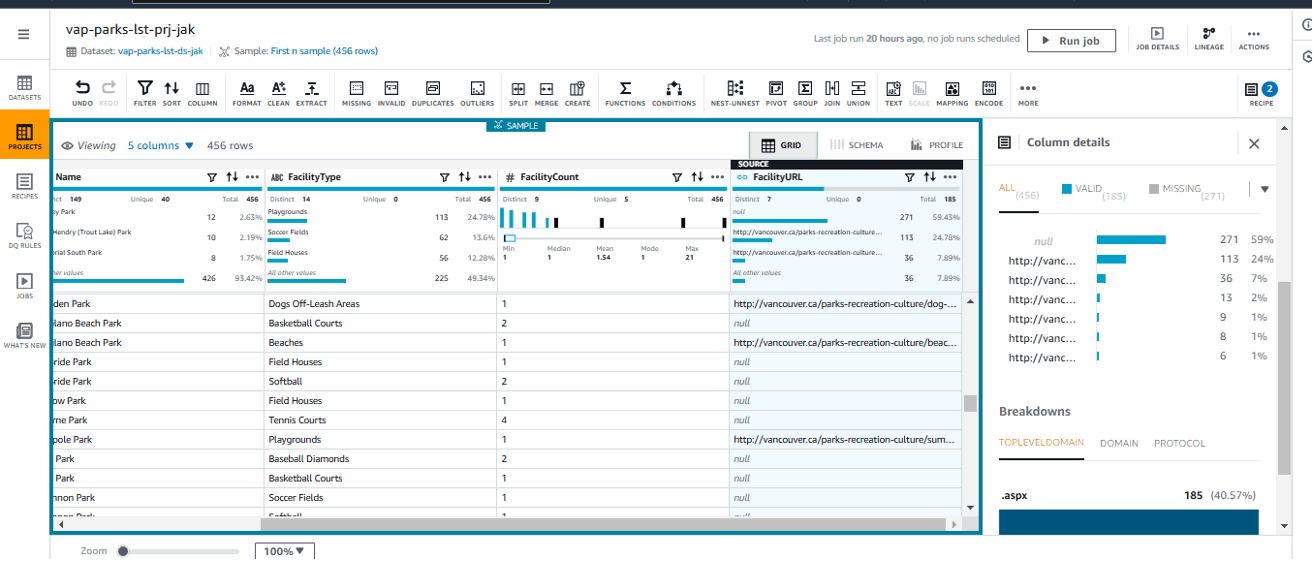 vap-parks-lst-prj-jak
Dataset: vap-parks-lst-ds-jak Sample: First n sample (456 rows)
Last job run 20 hours ago, no job runs scheduled Run job JOB DETAILS LINEAGE ACTIONS
DATASETS
PROJECTS
RECIPES
DQ RULES
JOBS
WHAT'S NEW
UNDO REDO FILTER SORT COLUMN FORMAT CLEAN EXTRACT MISSING INVALID DUPLICATES OUTLIERS SPLIT MERGE CREATE FUNCTIONS CONDITIONS NEST-UNNEST PIVOT GROUP JOIN UNION TEXT SCALE MAPPING ENCODE MORE 2 RECIPE
SAMPLE
Viewing 5 columns 456 rows GRID SCHEMA PROFILE
SOURCE
Name ABC FacilityType # FacilityCount FacilityURL
nct 149 Unique 40 Total 456 Distinct 14 Unique 0 Total 456 Distinct 9 Unique 5 Total 456 Distinct 7 Unique 0 Total 185
ey Park 12 2.63% Playgrounds 113 24.78% null 271 59.43%
Hendry (Trout Lake) Park 10 2.19% Soccer Fields 62 13.6% http://vancouver.ca/parks-recreation-culture... 113 24.78%
orial South Park 8 1.75% Field Houses 56 12.28% Min Median Mean Mode Max http://vancouver.ca/parks-recreation-culture... 36 7.89%
1 1 1.54 1 21
her values 426 93.42% All other values 225 49.34% All other values 36 7.89%
den Park Dogs Off-Leash Areas 1 http://vancouver.ca/parks-recreation-culture/dog-...
ilano Beach Park Basketball Courts 2 null
ilano Beach Park Beaches 1 http://vancouver.ca/parks-recreation-culture/beac...
ride Park Field Houses 1 null
ride Park Softball 2 null
ow Park Field Houses 1 null
rne Park Tennis Courts 4 null
pole Park Playgrounds 1 http://vancouver.ca/parks-recreation-culture/sum...
Park Baseball Diamonds 2 null
Park Basketball Courts 1 null
nnon Park Soccer Fields 1 null
Zoom 100%
Column details
ALL (456) VALID (185) MISSING (271)
null 271 59%
http://vanc... 113 24%
http://vanc... 36 7%
http://vanc... 13 2%
http://vanc... 9 1%
http://vanc... 8 1%
http://vanc... 6 1%
Breakdowns
TOPLEVELDOMAIN DOMAIN PROTOCOL
.aspx 185 (40.57%)